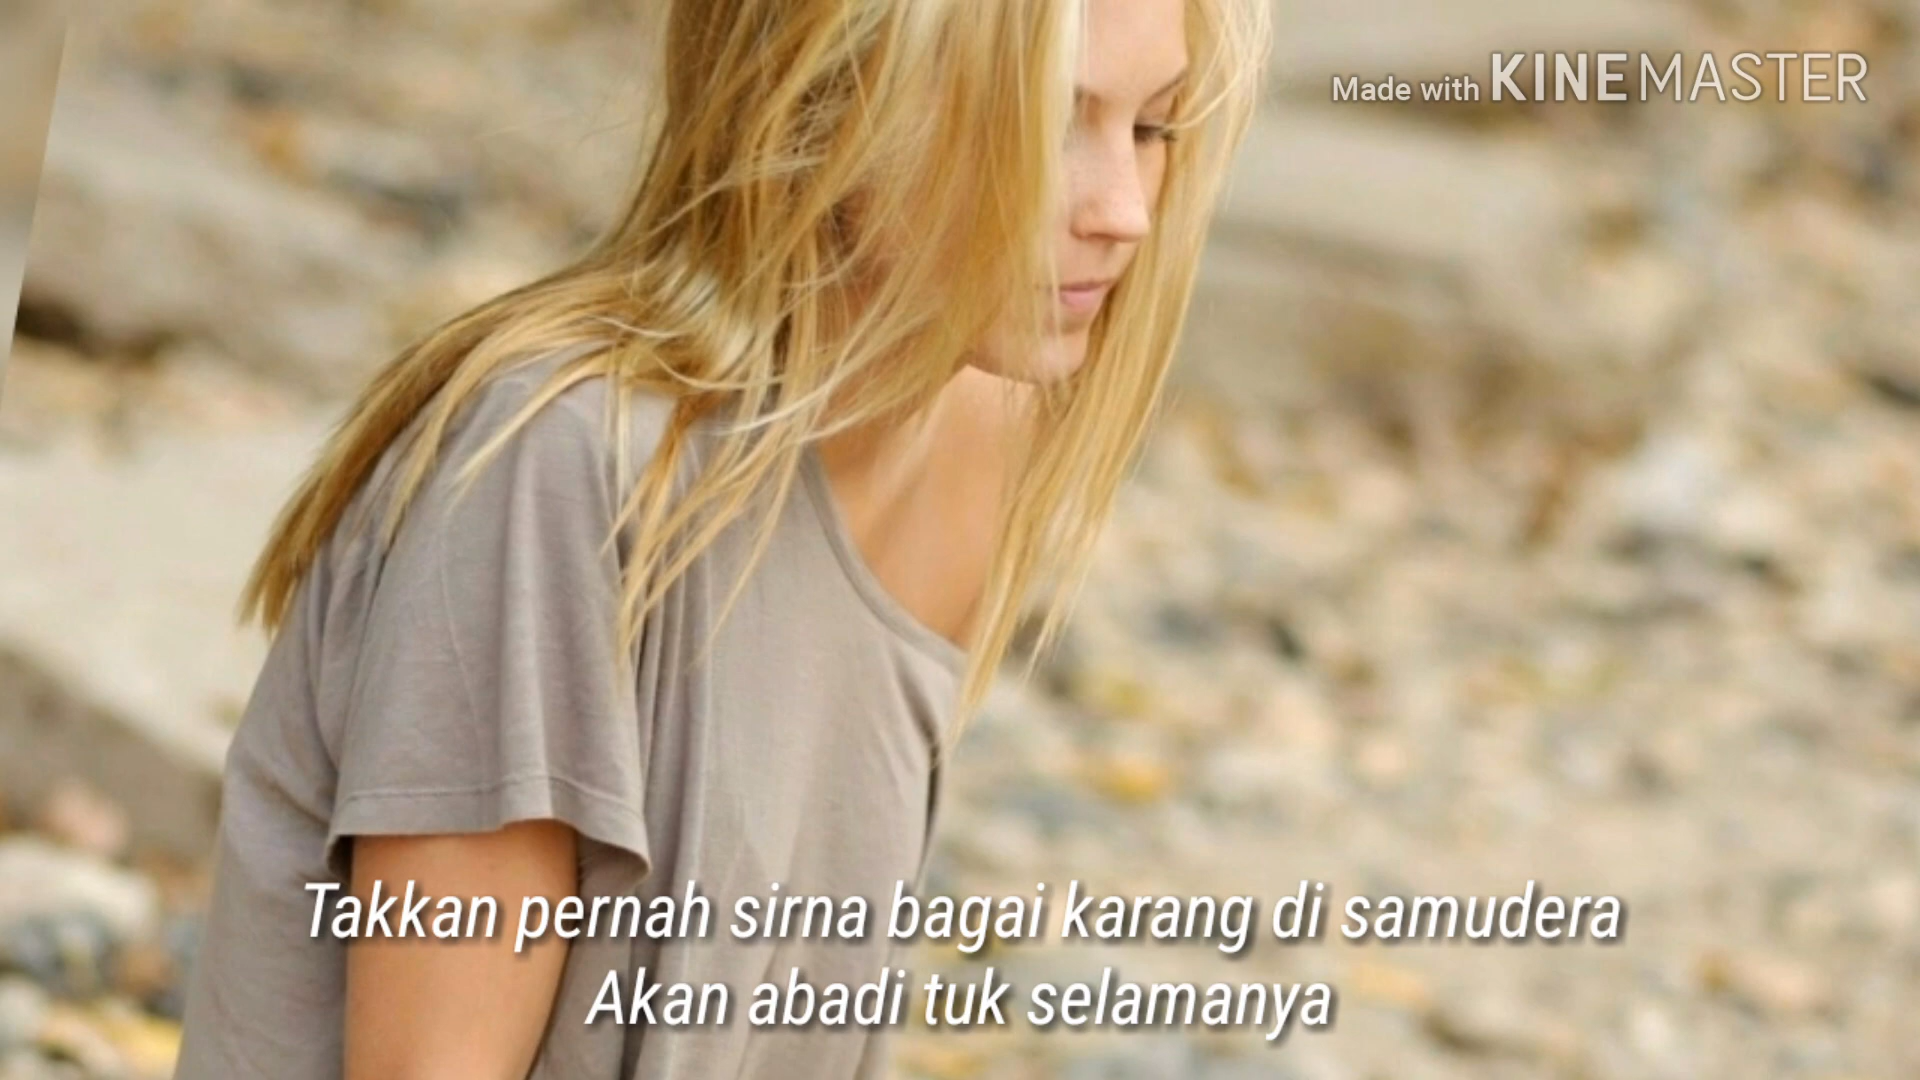 Made with KINEMASTER
Takkan pernah sirna bagai karang di samudera
Akan abadi tuk selamanya